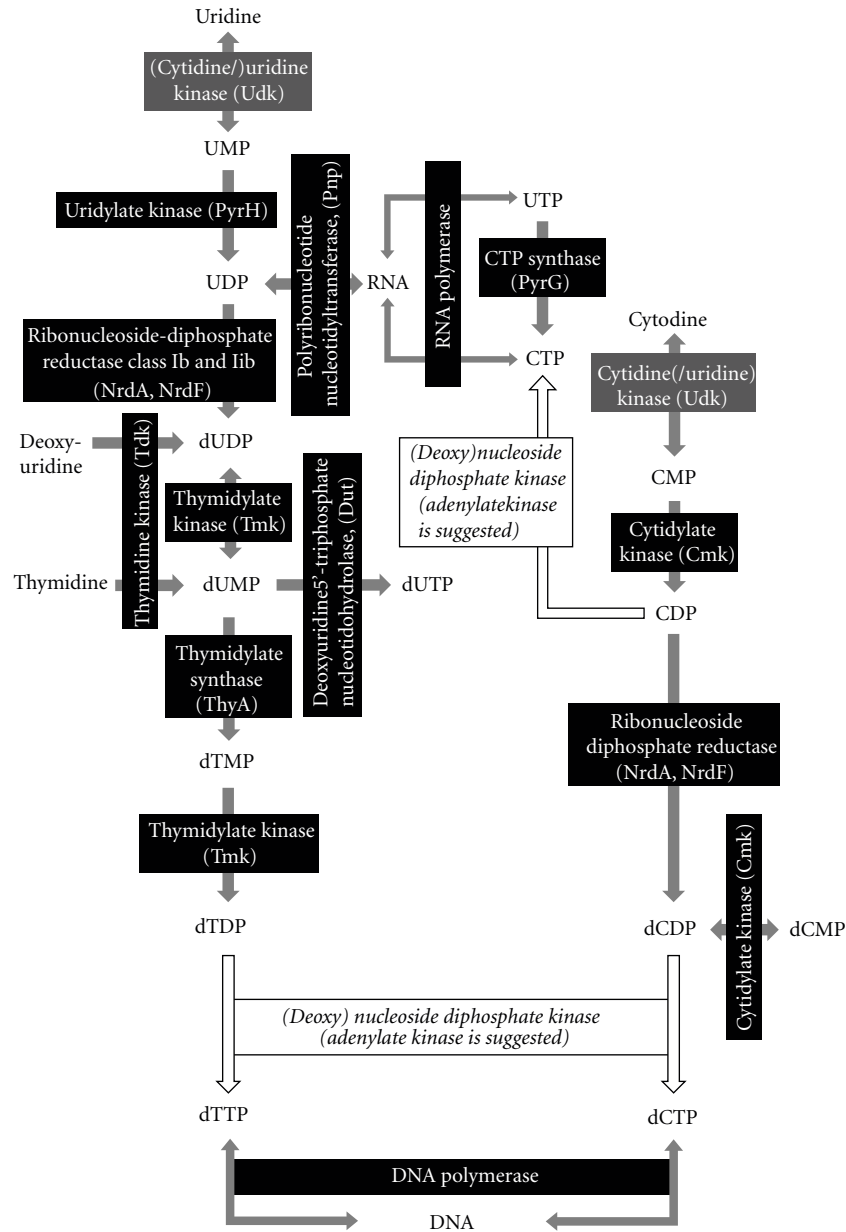 Uridine
(Cytidine/)uridine
kinase (Udk)
UMP
Uridylate kinase (PyrH)
UDP
Polyribonucleotide
nucleotidyltransferase, (Pnp)
RNA
RNA polymerase
UTP
CTP synthase
(PyrG)
CTP
Ribonucleoside-diphosphate
reductase class Ib and Iib
(NrdA, NrdF)
Cytodine
Cytidine(/uridine)
kinase (Udk)
CMP
Cytidylate
kinase (Cmk)
CDP
(Deoxy)nucleoside
diphosphate kinase
(adenylatekinase
is suggested)
Deoxy-
uridine
Thymidine kinase (Tdk)
dUDP
Thymidylate
kinase (Tmk)
Thymidine
dUMP
Deoxyuridine5’-triphosphate
nucleotidohydrolase, (Dut)
dUTP
Thymidylate
synthase
(ThyA)
dTMP
Thymidylate kinase
(Tmk)
dTDP
Ribonucleoside
diphosphate reductase
(NrdA, NrdF)
dCDP
Cytidylate kinase (Cmk)
dCMP
(Deoxy) nucleoside diphosphate kinase
(adenylate kinase is suggested)
dTTP
dCTP
DNA polymerase
DNA